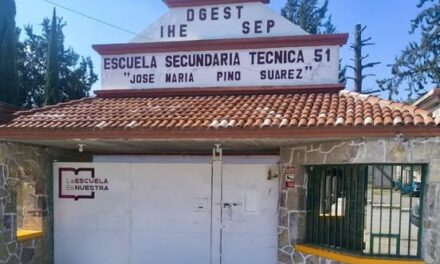 DGEST
IHE SEP
ESCUELA SECUNDARIA TECNICA 51
"JOSE MARIA PINO SUAREZ"
LA ESCUELA
Es NUESTRA